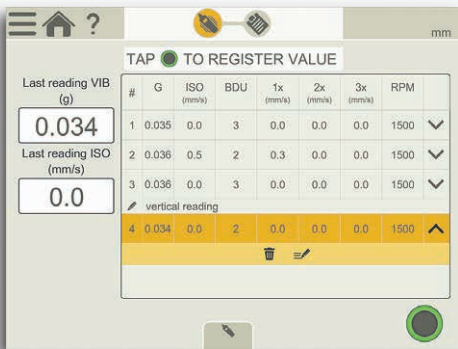 ?
mm
TAP TO REGISTER VALUE
Last reading VIB
(g)
0.034
Last reading ISO
(mm/s)
0.0
# G ISO (mm/s) BDU 1x (mm/s) 2x (mm/s) 3x (mm/s) RPM
1 0.035 0.0 3 0.0 0.0 0.0 1500
2 0.036 0.5 2 0.3 0.0 0.0 1500
3 0.036 0.0 3 0.0 0.0 0.0 1500
vertical reading
4 0.034 0.0 2 0.0 0.0 0.0 1500